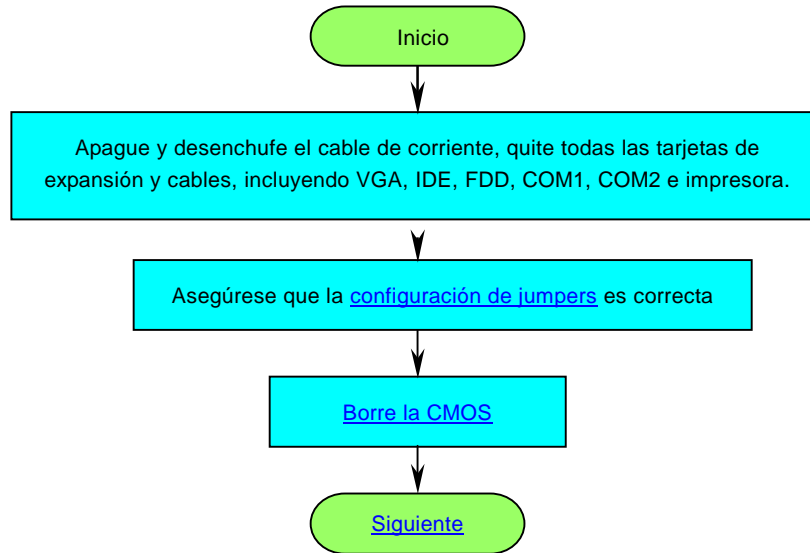 Inicio
Apague y desenchufe el cable de corriente, quite todas las tarjetas de
expansión y cables, incluyendo VGA, IDE, FDD, COM1, COM2 e impresora.
Asegúrese que la configuración de jumpers es correcta
Borre la CMOS
Siguiente